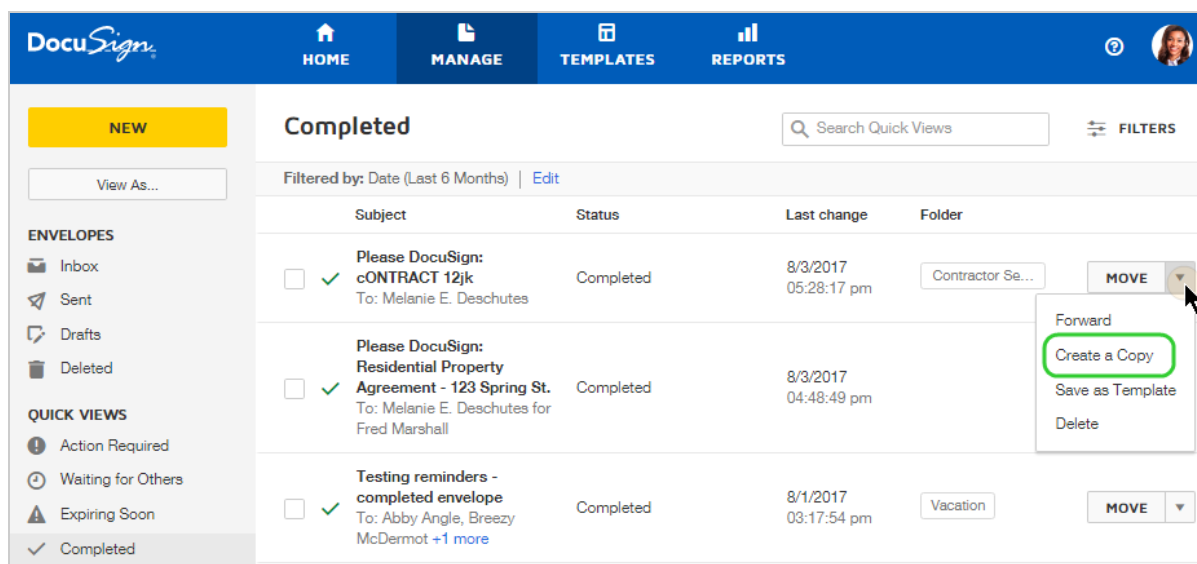 DocuSign
HOME
MANAGE
TEMPLATES
REPORTS
NEW
View As...
ENVELOPES
Inbox
Sent
Drafts
Deleted
QUICK VIEWS
Action Required
Waiting for Others
Expiring Soon
Completed
Completed
Search Quick Views
FILTERS
Filtered by: Date (Last 6 Months) | Edit
Subject Status Last change Folder
Please DocuSign:
cONTRACT 12jk
To: Melanie E. Deschutes
Completed
8/3/2017
05:28:17 pm
Contractor Se...
MOVE
Forward
Create a Copy
Save as Template
Delete
Please DocuSign:
Residential Property
Agreement - 123 Spring St.
To: Melanie E. Deschutes for
Fred Marshall
Completed
8/3/2017
04:48:49 pm
Testing reminders -
completed envelope
To: Abby Angle, Breezy
McDermot +1 more
Completed
8/1/2017
03:17:54 pm
Vacation
MOVE